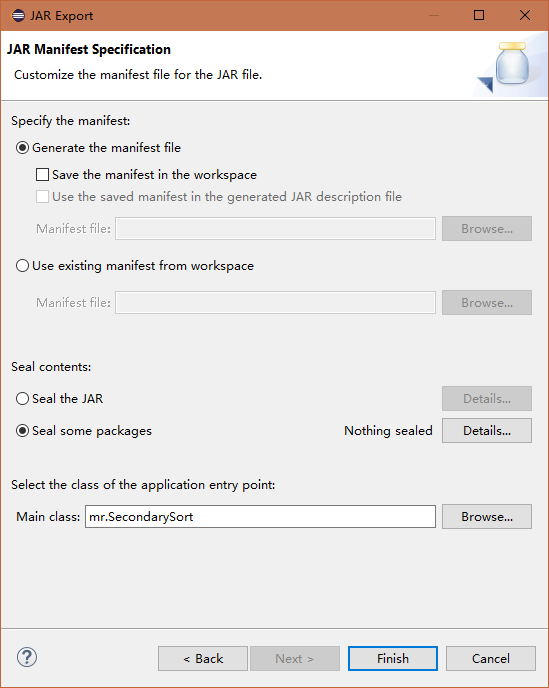 JAR Export
JAR Manifest Specification
Customize the manifest file for the JAR file.
Specify the manifest:
Generate the manifest file
Save the manifest in the workspace
Use the saved manifest in the generated JAR description file
Manifest file: Browse...
Use existing manifest from workspace
Manifest file: Browse...
Seal contents:
Seal the JAR Details...
Seal some packages Nothing sealed Details...
Select the class of the application entry point:
Main class: mr.SecondarySort Browse...
? < Back Next > Finish Cancel